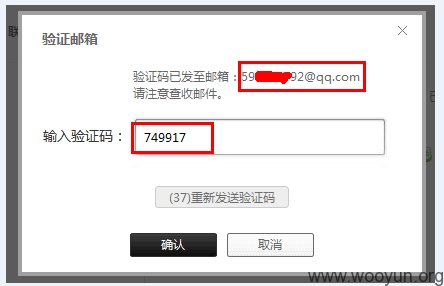 验证邮箱
验证码已发至邮箱：59 92@qq.com
请注意查收邮件。
输入验证码：
749917
(37)重新发送验证码
确认
取消
www.wooyun.org